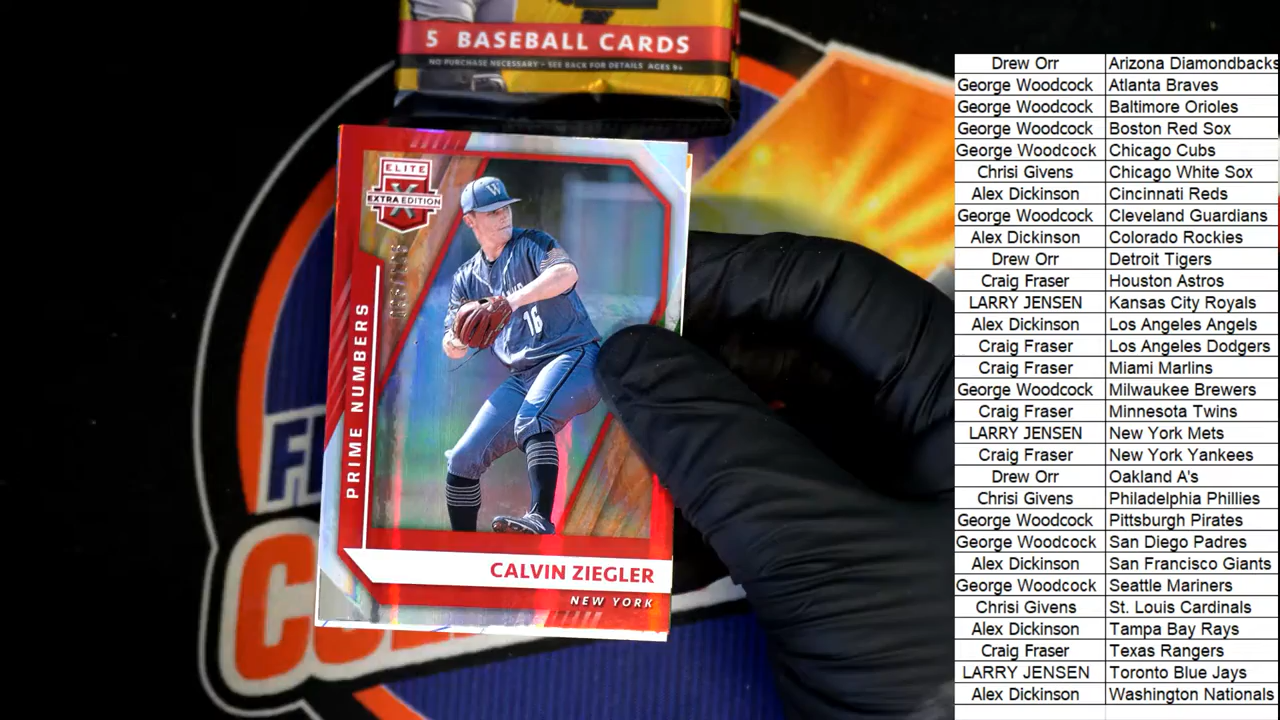 5 BASEBALL CARDS
NO PURCHASE NECESSARY - SEE BACK FOR DETAILS AGES 9+
ELITE
EXTRA EDITION
W
16
PRIME NUMBERS
CALVIN ZIEGLER
NEW YORK
Drew Orr Arizona Diamondbacks
George Woodcock Atlanta Braves
George Woodcock Baltimore Orioles
George Woodcock Boston Red Sox
George Woodcock Chicago Cubs
Chrisi Givens Chicago White Sox
Alex Dickinson Cincinnati Reds
George Woodcock Cleveland Guardians
Alex Dickinson Colorado Rockies
Drew Orr Detroit Tigers
Craig Fraser Houston Astros
LARRY JENSEN Kansas City Royals
Alex Dickinson Los Angeles Angels
Craig Fraser Los Angeles Dodgers
Craig Fraser Miami Marlins
George Woodcock Milwaukee Brewers
Craig Fraser Minnesota Twins
LARRY JENSEN New York Mets
Craig Fraser New York Yankees
Drew Orr Oakland A's
Chrisi Givens Philadelphia Phillies
George Woodcock Pittsburgh Pirates
George Woodcock San Diego Padres
Alex Dickinson San Francisco Giants
George Woodcock Seattle Mariners
Chrisi Givens St. Louis Cardinals
Alex Dickinson Tampa Bay Rays
Craig Fraser Texas Rangers
LARRY JENSEN Toronto Blue Jays
Alex Dickinson Washington Nationals